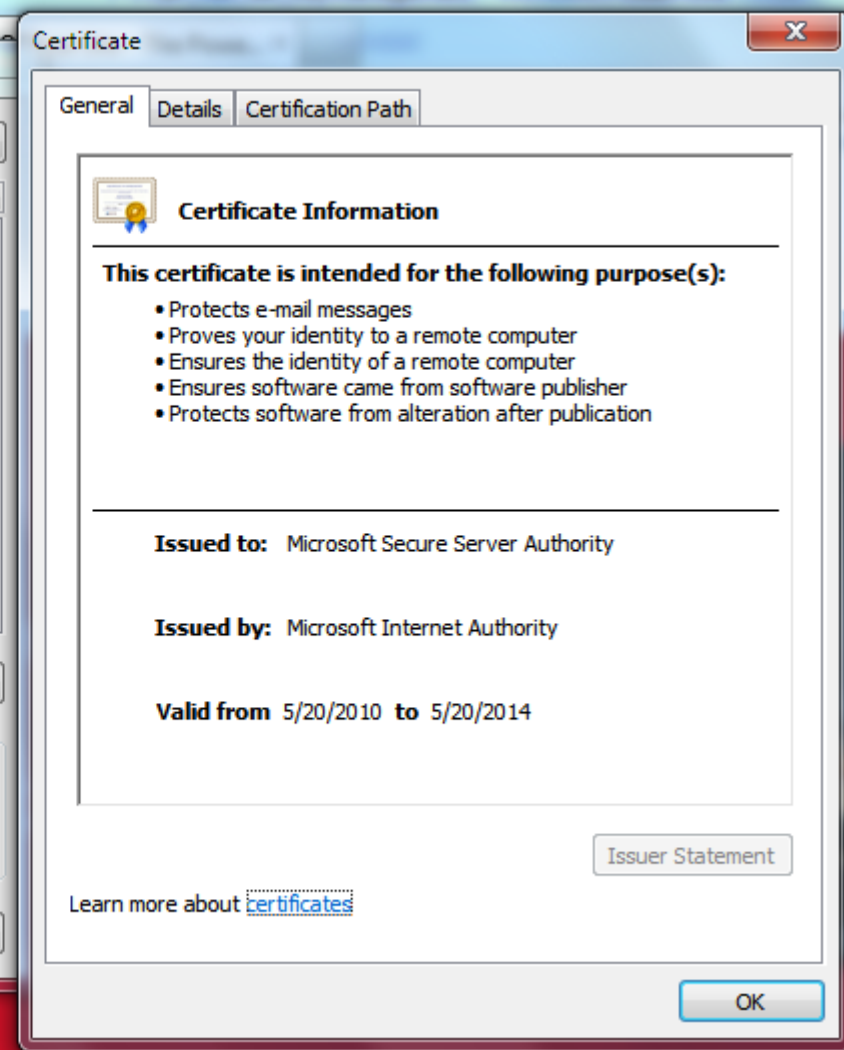 Certificate
General Details Certification Path
Certificate Information
This certificate is intended for the following purpose(s):
• Protects e-mail messages
• Proves your identity to a remote computer
• Ensures the identity of a remote computer
• Ensures software came from software publisher
• Protects software from alteration after publication
Issued to: Microsoft Secure Server Authority
Issued by: Microsoft Internet Authority
Valid from 5/20/2010 to 5/20/2014
Issuer Statement
Learn more about certificates
OK